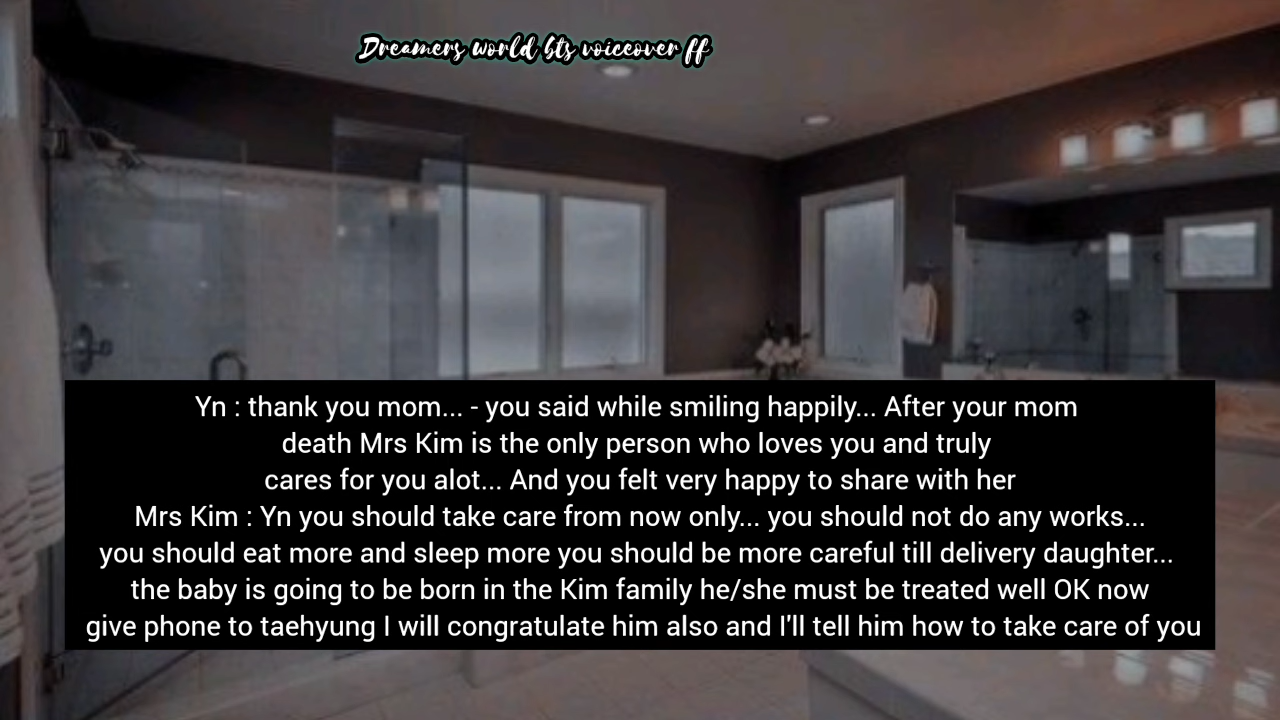 Dreamers world bts voiceover ff
Yn : thank you mom... - you said while smiling happily... After your mom
death Mrs Kim is the only person who loves you and truly
cares for you alot... And you felt very happy to share with her
Mrs Kim : Yn you should take care from now only... you should not do any works...
you should eat more and sleep more you should be more careful till delivery daughter...
the baby is going to be born in the Kim family he/she must be treated well OK now
give phone to taehyung I will congratulate him also and I'll tell him how to take care of you